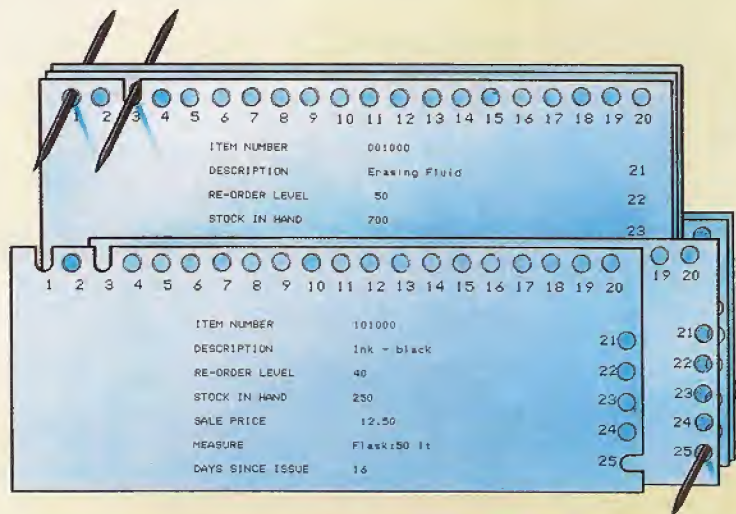 1 2 3 4 5 6 7 8 9 10 11 12 13 14 15 16 17 18 19 20
ITEM NUMBER 001000
DESCRIPTION Erasing Fluid 21
RE-ORDER LEVEL 50 22
STOCK IN HAND 700
23
1 2 3 4 5 6 7 8 9 10 11 12 13 14 15 16 17 18 19 20
19 20
ITEM NUMBER 101000
21
DESCRIPTION Ink - black 21
RE-ORDER LEVEL 40 22
22
STOCK IN HAND 250 23
23
SALE PRICE 12.50 24
24
MEASURE Flask:50 lt
25
DAYS SINCE ISSUE 16 25